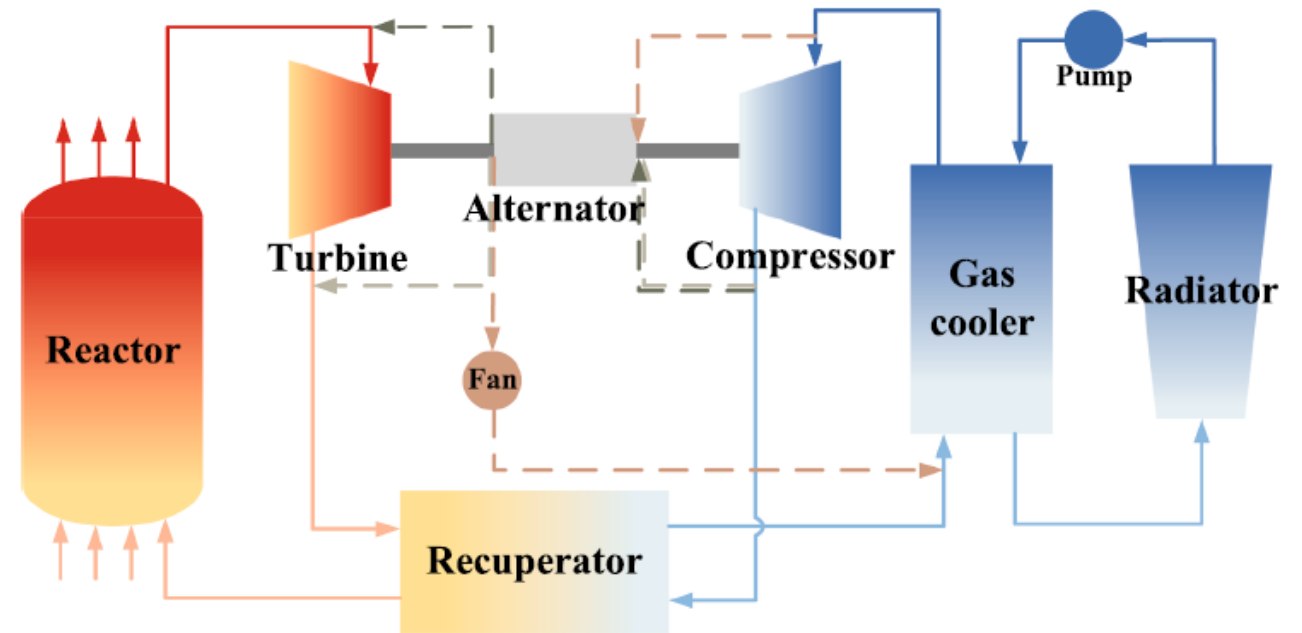 Pump
Alternator
Turbine
Compressor
Gas
cooler
Radiator
Reactor
Fan
Recuperator